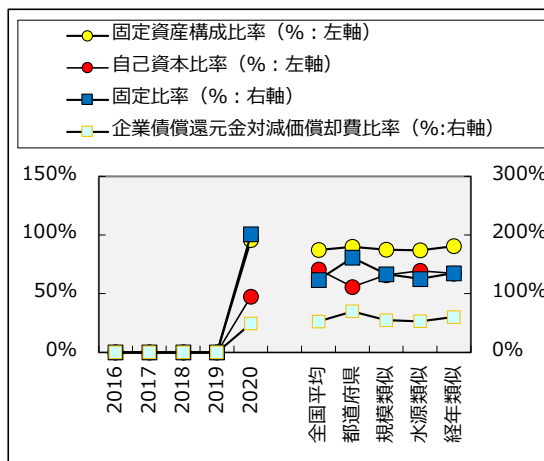 固定資産構成比率（%：左軸）
自己資本比率（%：左軸）
固定比率（%：右軸）
企業債償還元金対減価償却費比率（%:右軸）
150%
300%
100%
200%
50%
100%
0%
0%
2016
2017
2018
2019
2020
全国平均
都道府県
規模類似
水源類似
経年類似